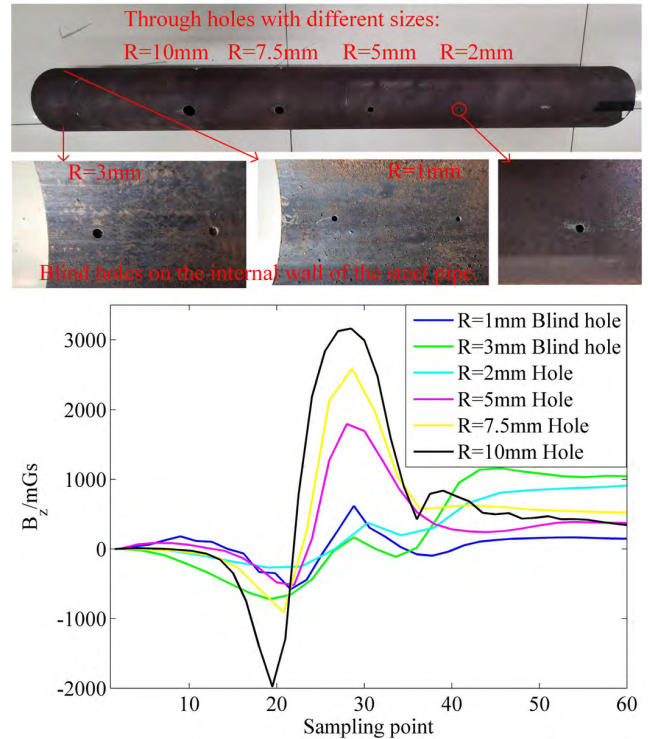 Through holes with different sizes:
R=10mm R=7.5mm R=5mm R=2mm
R=3mm
R=1mm
Blind holes on the internal wall of the steel pipe.
3000
2000
1000
0
-1000
-2000
Bz/mGs
R=1mm Blind hole
R=3mm Blind hole
R=2mm Hole
R=5mm Hole
R=7.5mm Hole
R=10mm Hole
10 20 30 40 50 60
Sampling point